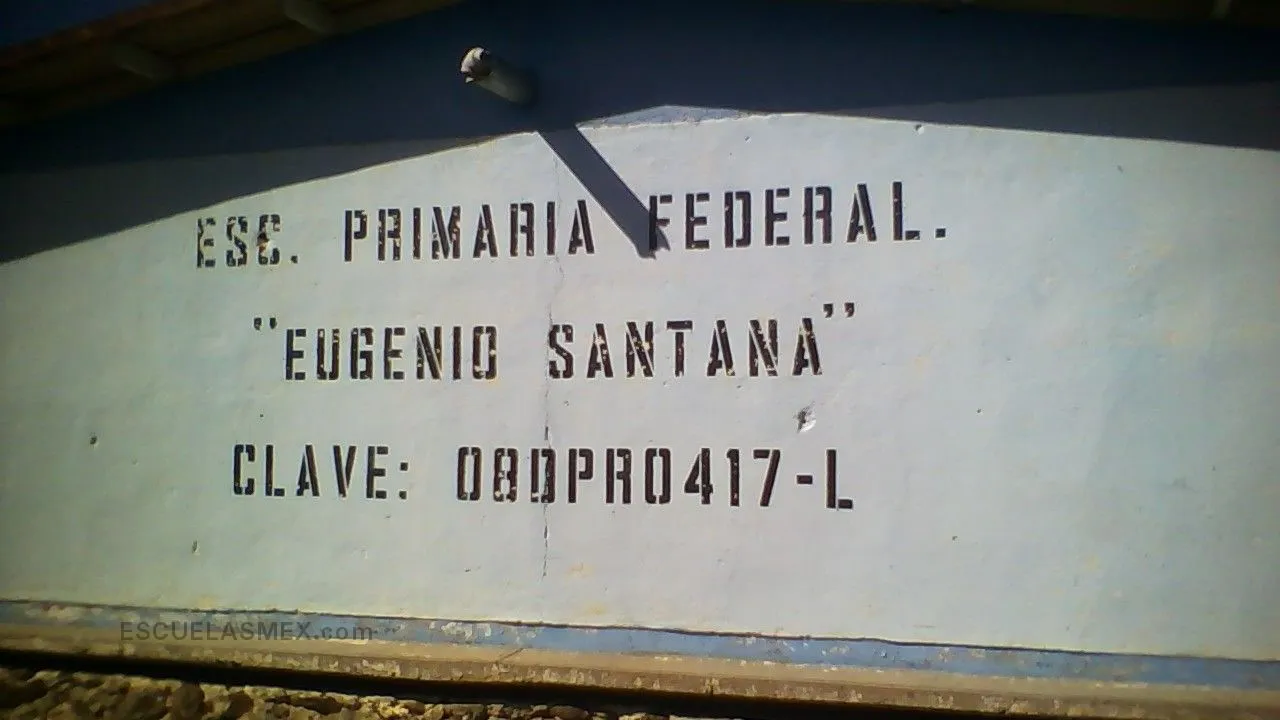 ESC. PRIMARIA FEDERAL.
"EUGENIO SANTANA"
CLAVE: 08DPR0417-L
ESCUELASMEX.com